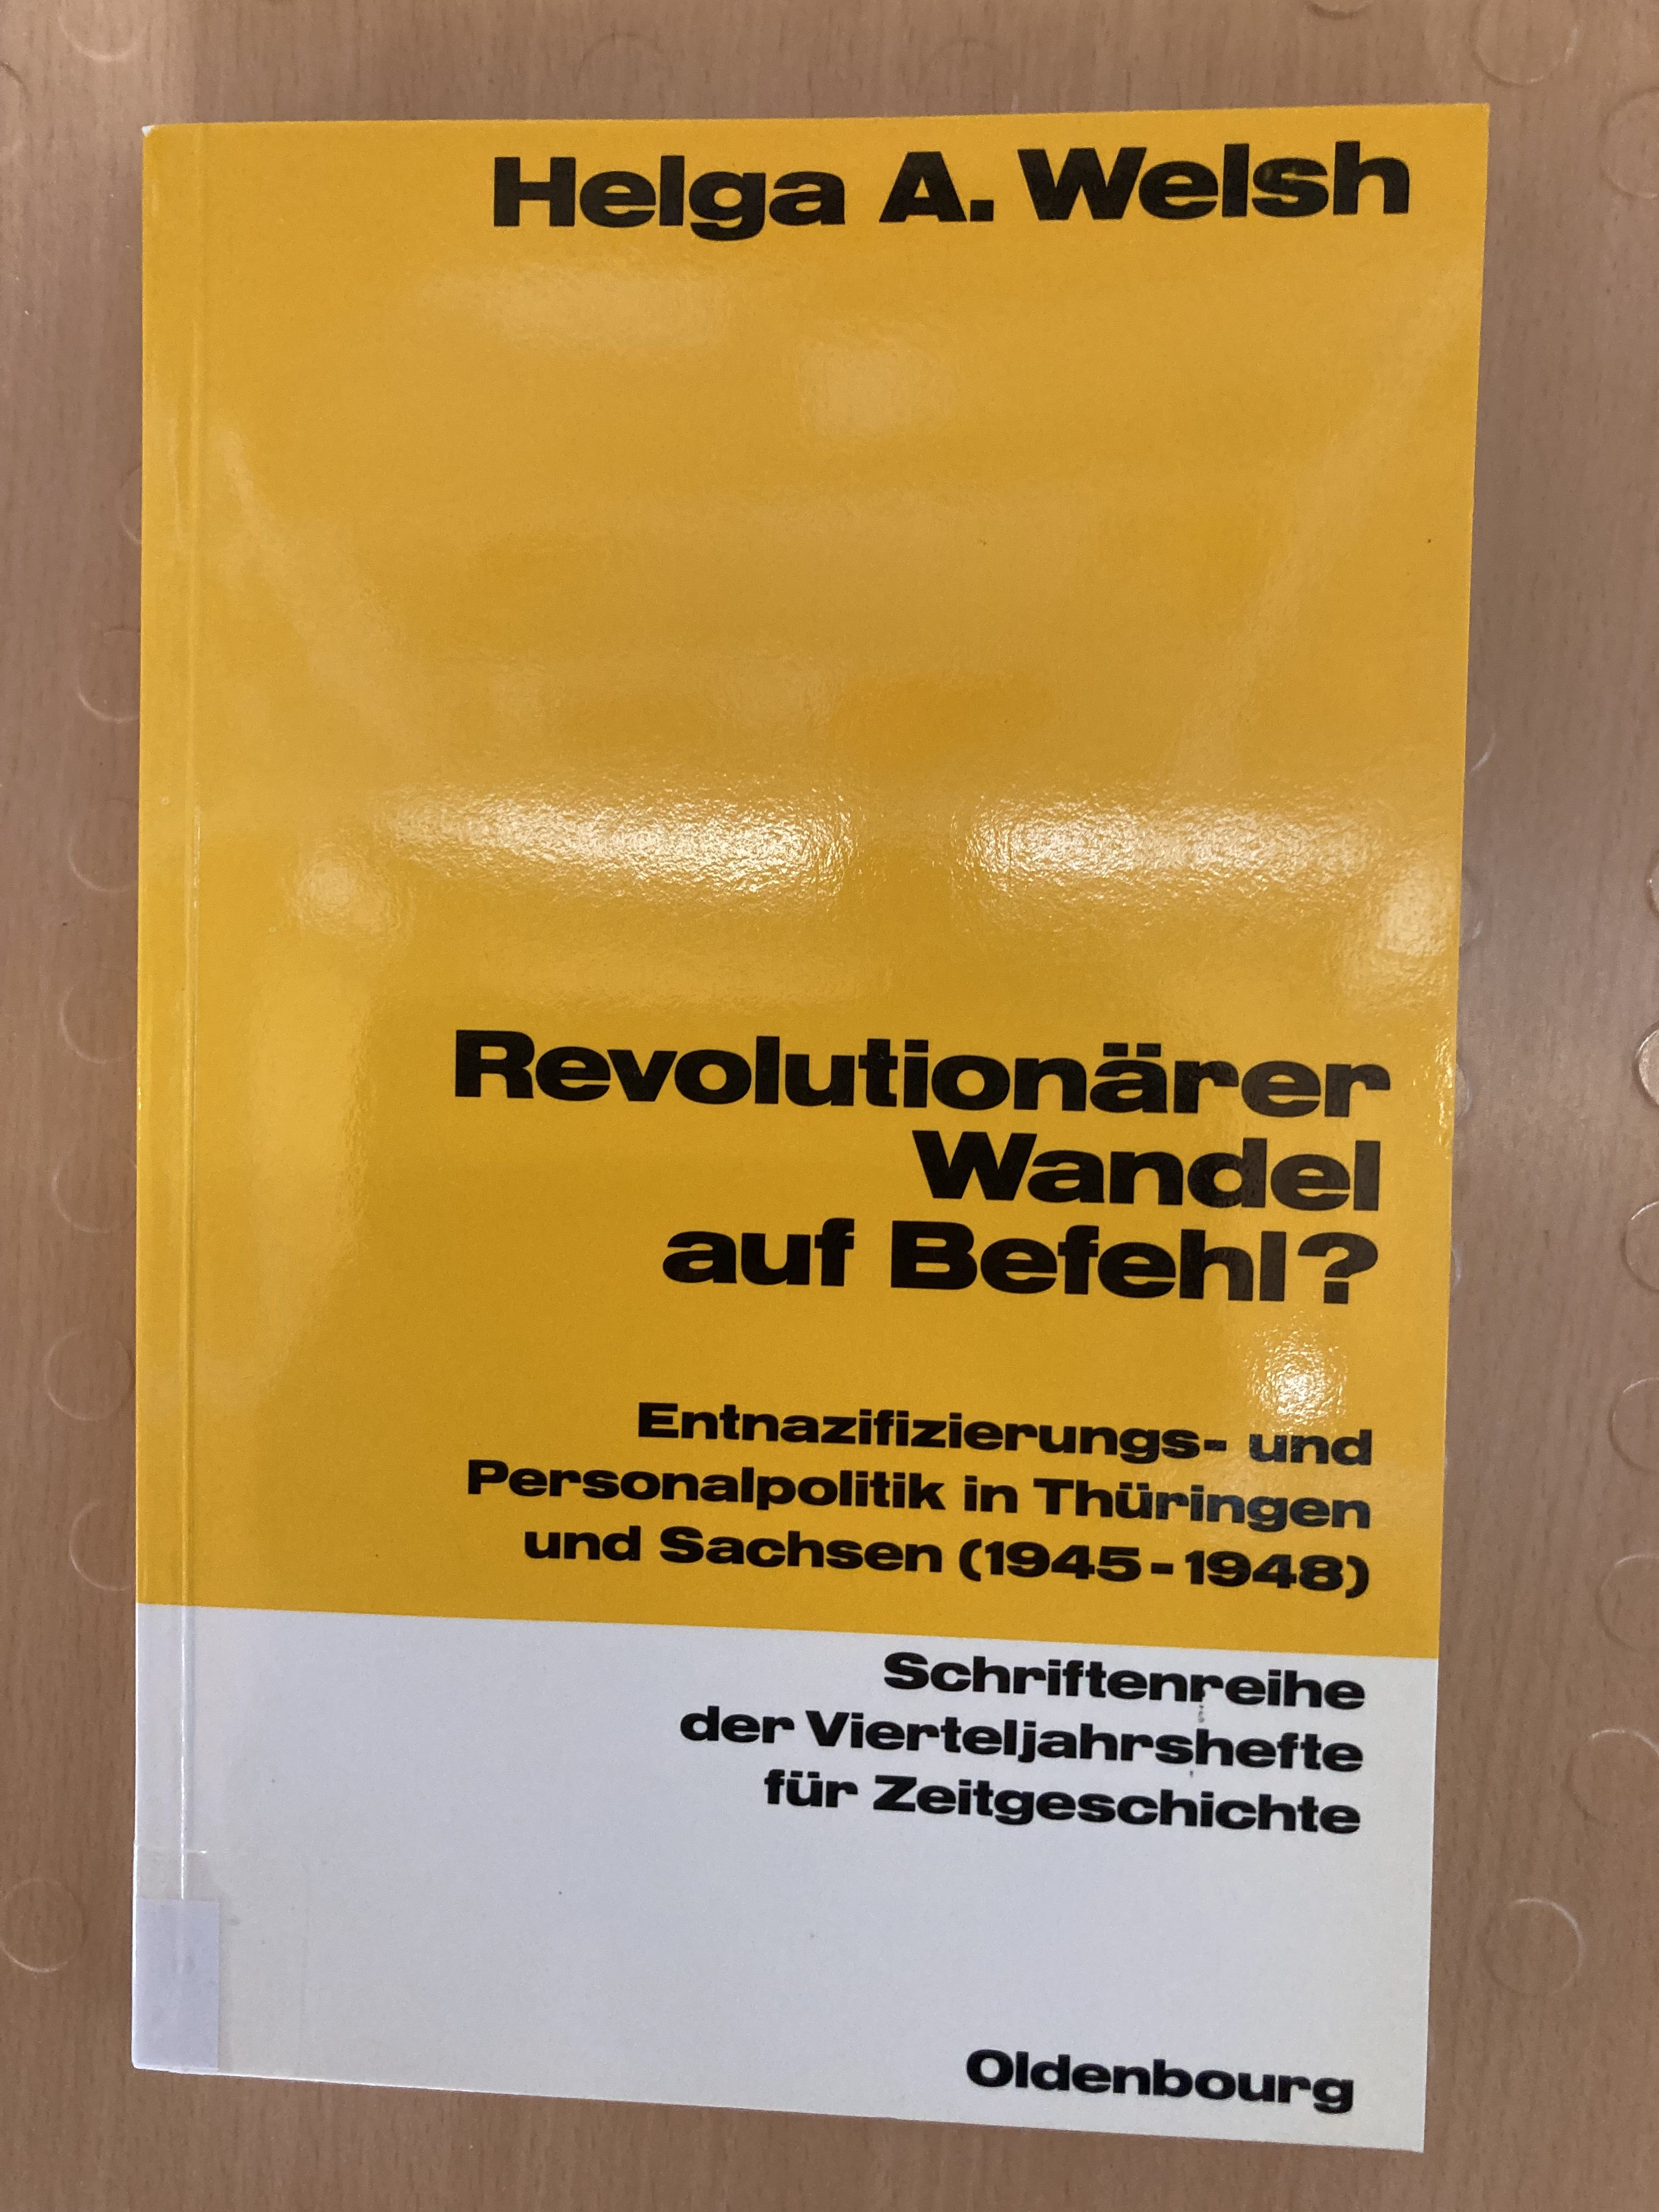 Helga A. Welsh
Revolutionärer
Wandel
auf Befehl?
Entnazifizierungs- und
Personalpolitik in Thüringen
und Sachsen (1945-1948)
Schriftenreihe
der Vierteljahrshefte
für Zeitgeschichte
Oldenbourg